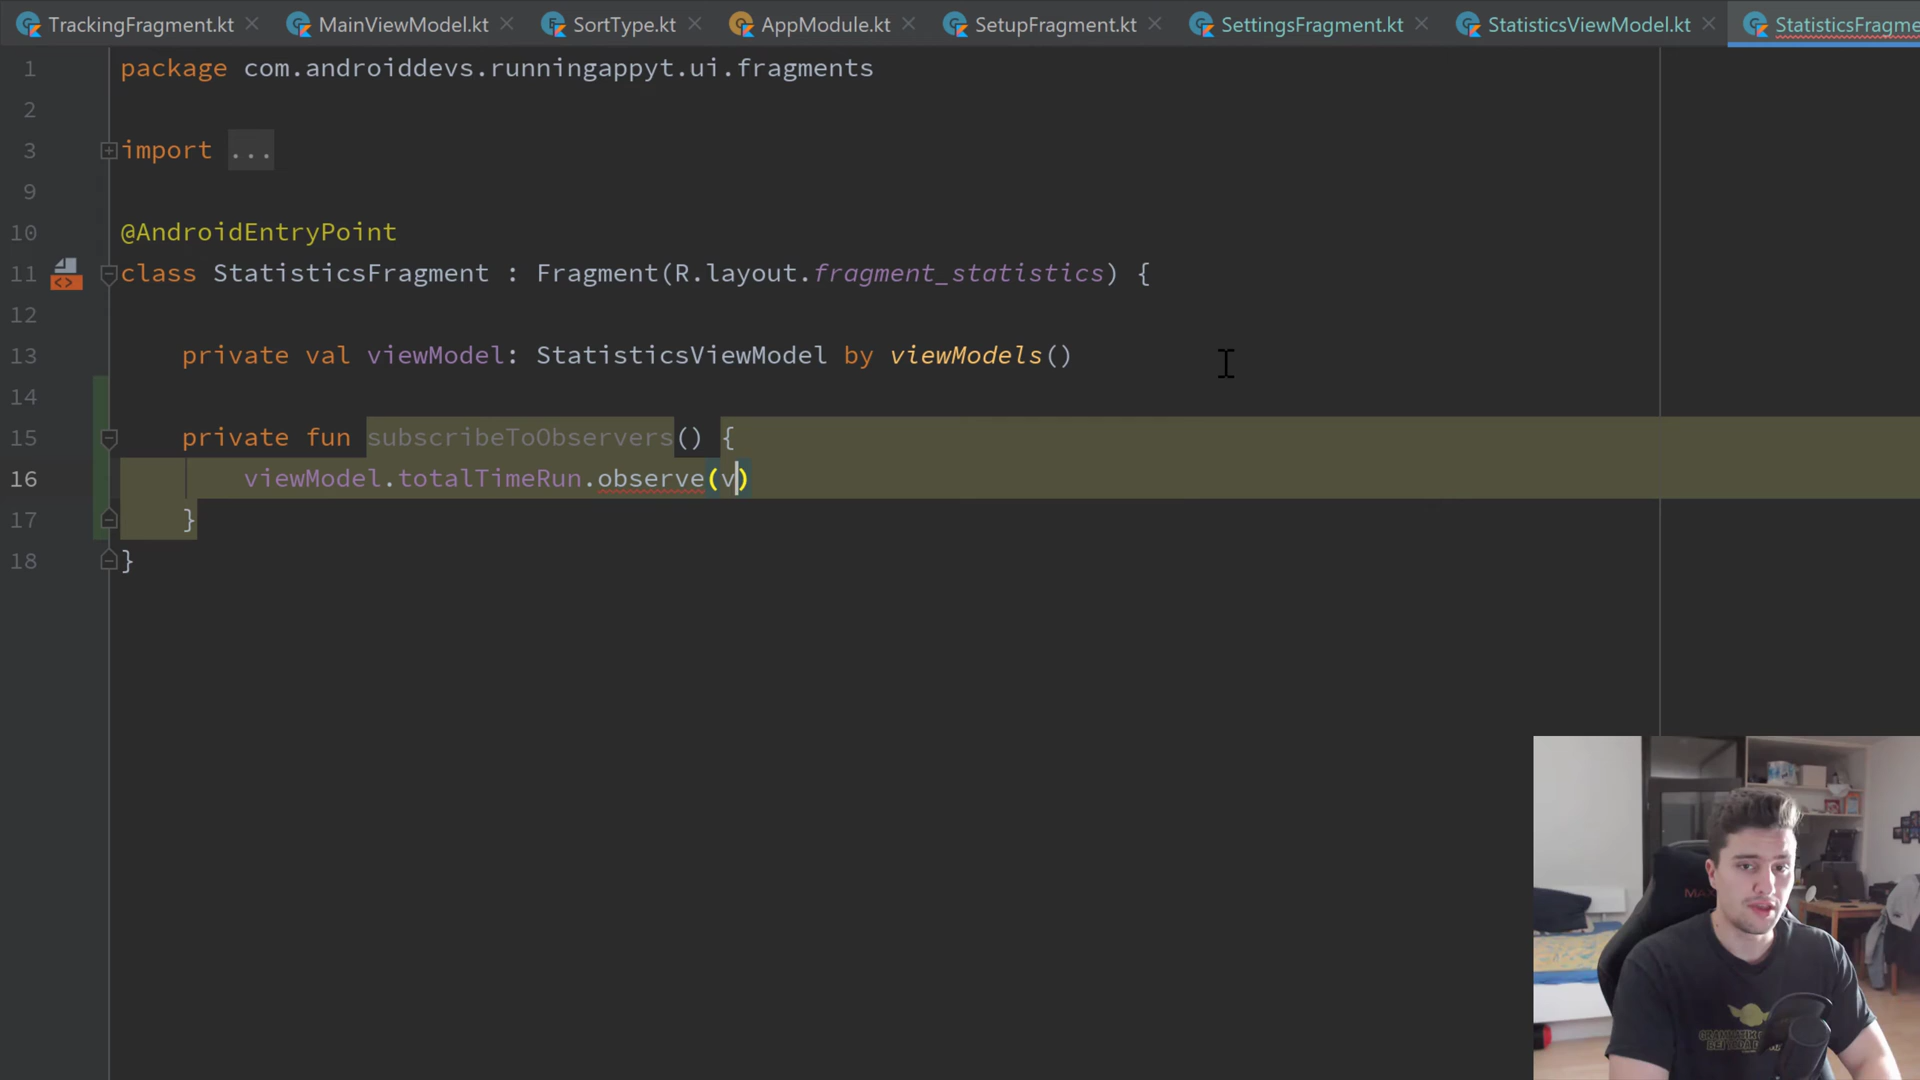 TrackingFragment.kt MainViewModel.kt SortType.kt AppModule.kt SetupFragment.kt SettingsFragment.kt StatisticsViewModel.kt StatisticsFragme
1 package com.androiddevs.runningappyt.ui.fragments
2
3 import ...
9
10 @AndroidEntryPoint
11 class StatisticsFragment : Fragment(R.layout.fragment_statistics) {
12
13 private val viewModel: StatisticsViewModel by viewModels()
14
15 private fun subscribeToObservers() {
16 viewModel.totalTimeRun.observe(v)
17 }
18 }